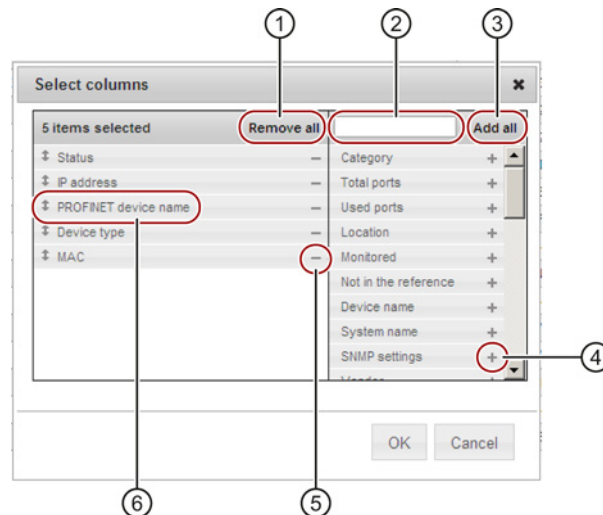 1 2 3
Select columns
5 items selected Remove all Add all
Status
IP address
PROFINET device name
Device type
MAC
Category
Total ports
Used ports
Location
Monitored
Not in the reference
Device name
System name
SNMP settings
4
OK Cancel
6 5